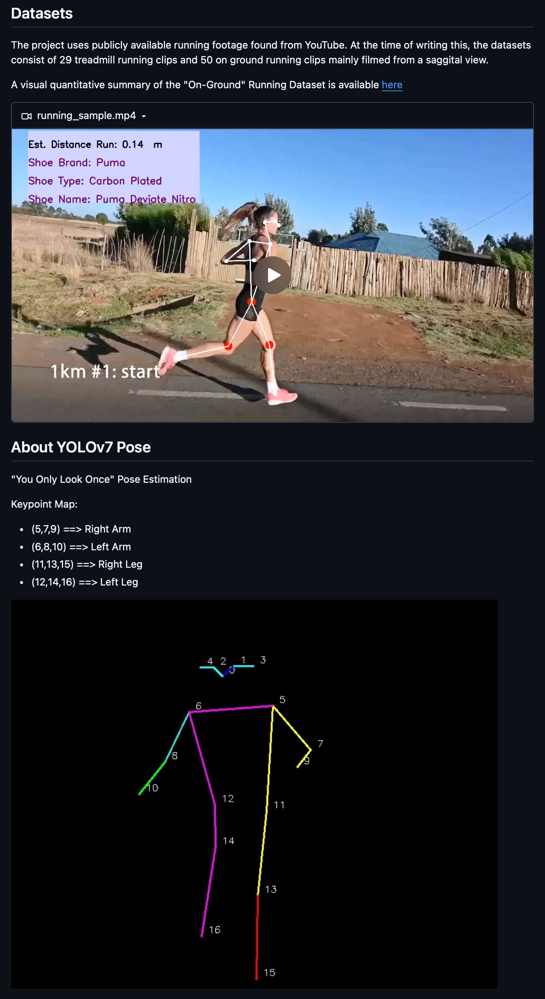 Datasets
The project uses publicly available running footage found from YouTube. At the time of writing this, the datasets
consist of 29 treadmill running clips and 50 on ground running clips mainly filmed from a saggital view.
A visual quantitative summary of the "On-Ground" Running Dataset is available here
running_sample.mp4
Est. Distance Run: 0.14 m
Shoe Brand: Puma
Shoe Type: Carbon Plated
Shoe Name: Puma Deviate Nitro
1km #1: start
About YOLOv7 Pose
"You Only Look Once" Pose Estimation
Keypoint Map:
• (5,7,9) ==> Right Arm
• (6,8,10) ==> Left Arm
• (11,13,15) ==> Right Leg
• (12,14,16) ==> Left Leg
4 2 1 3
0
6 5
7
8 9
10
12 11
14
13
16
15